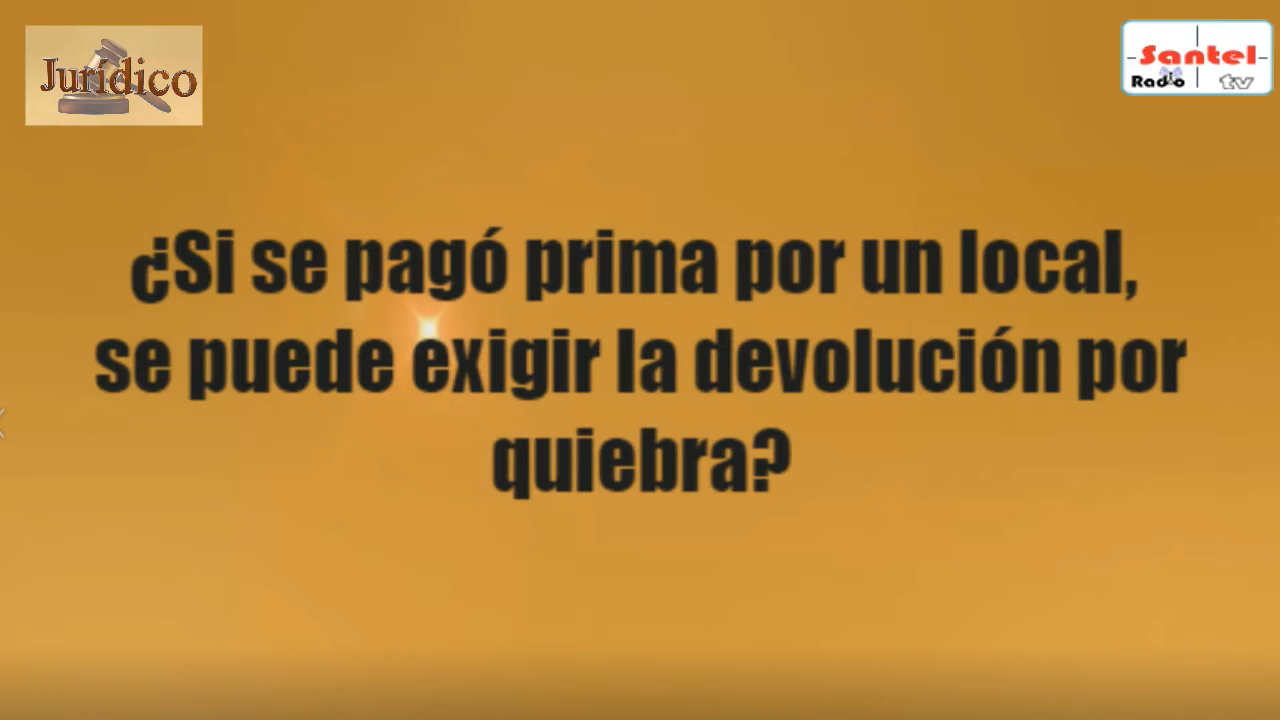 Jurídico
Santel
Radio tv
¿Si se pagó prima por un local,
se puede exigir la devolución por
quiebra?